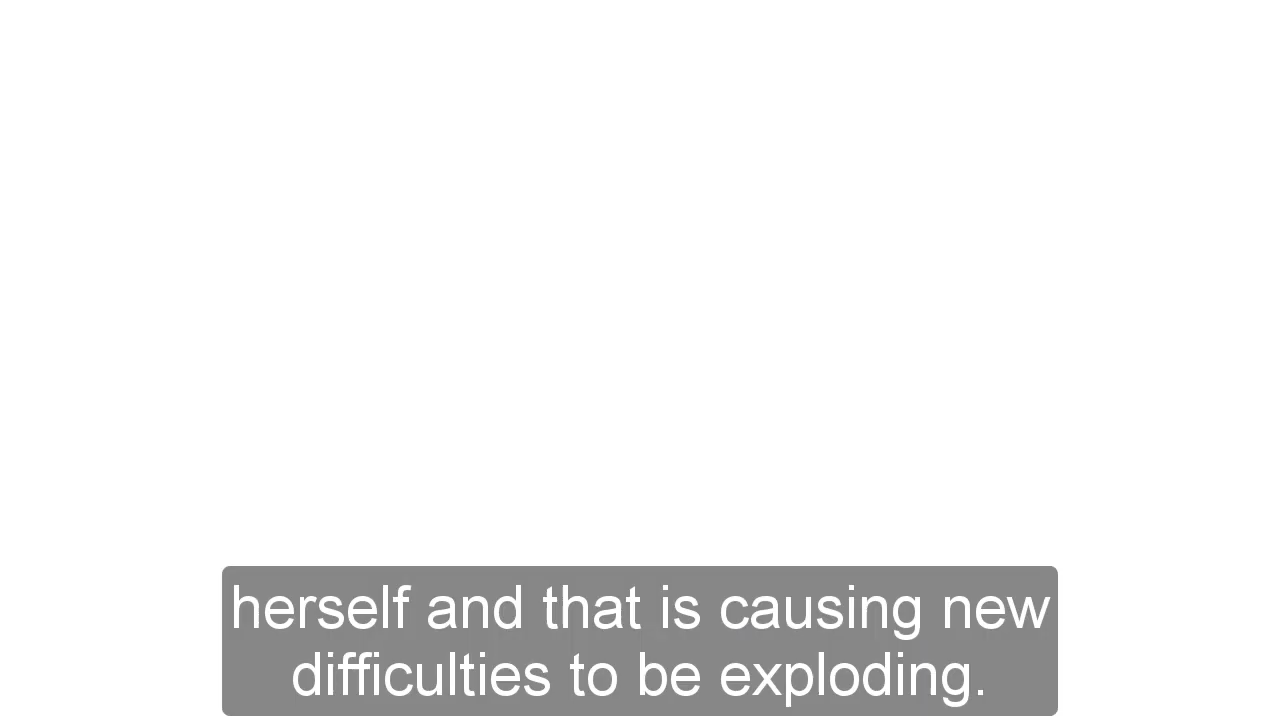 herself and that is causing new
difficulties to be exploding.